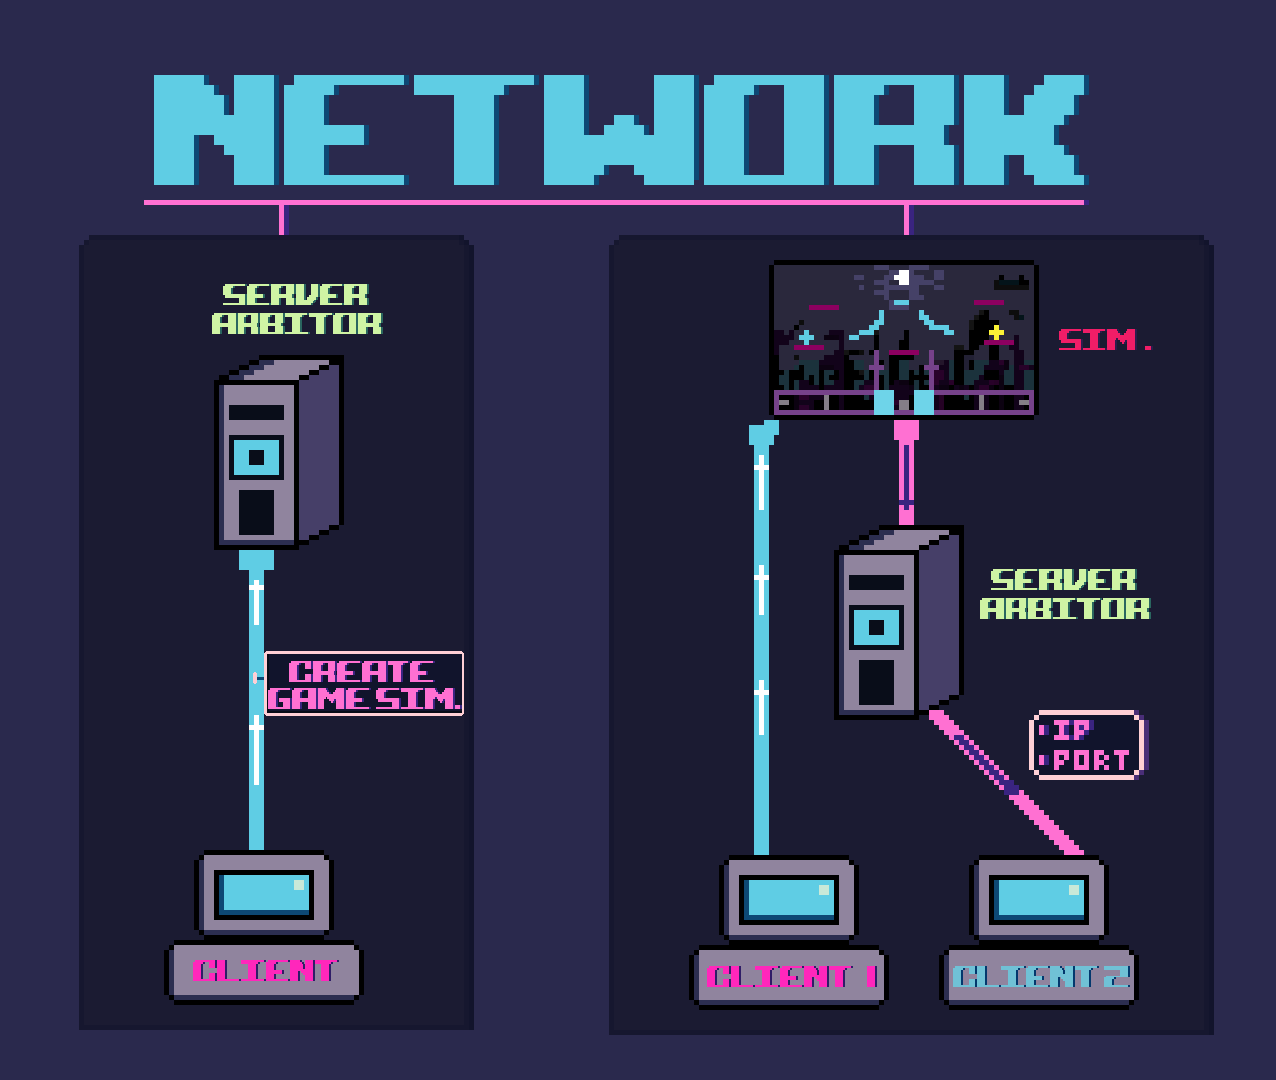 NETWORK
SERVER
ARBITOR
CREATE
GAME SIM.
CLIENT
SIM.
SERVER
ARBITOR
IP
PORT
CLIENT 1
CLIENT 2